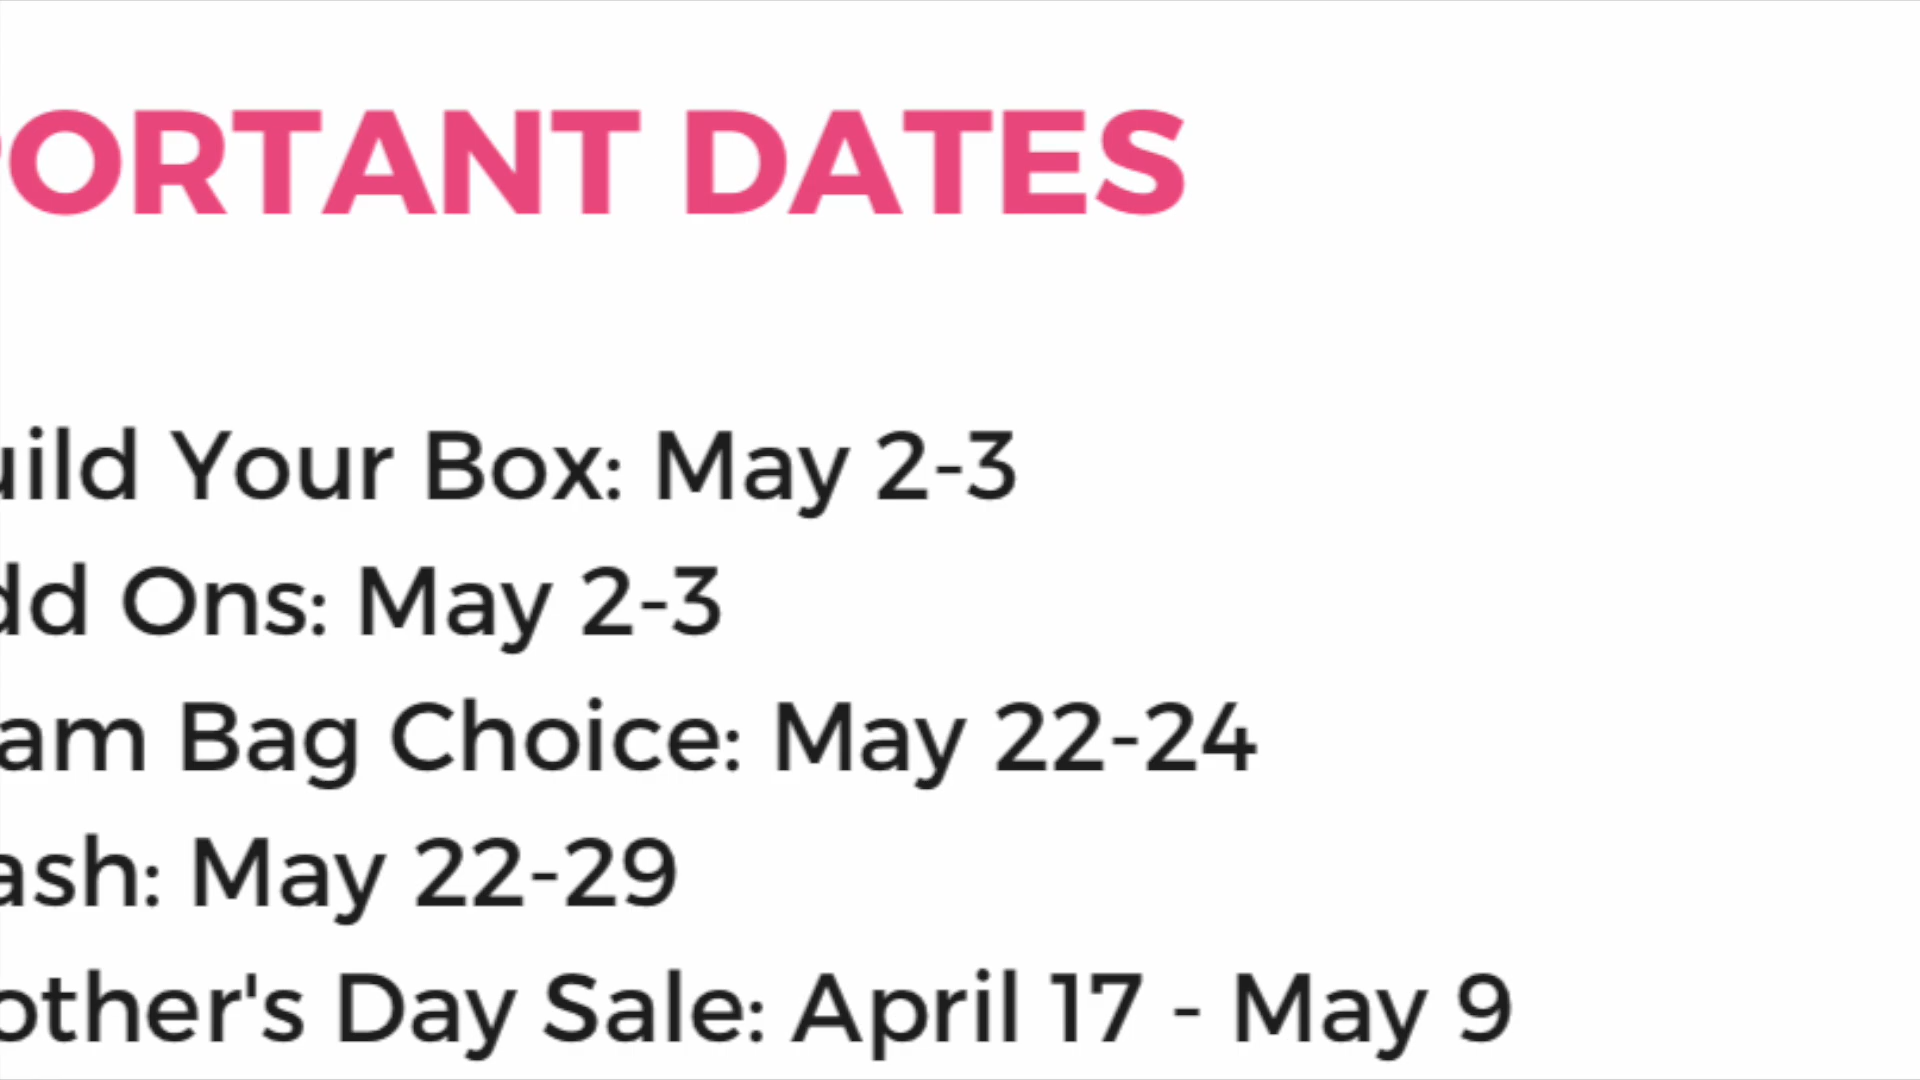 PORTANT DATES
uild Your Box: May 2-3
dd Ons: May 2-3
am Bag Choice: May 22-24
ash: May 22-29
other's Day Sale: April 17 - May 9